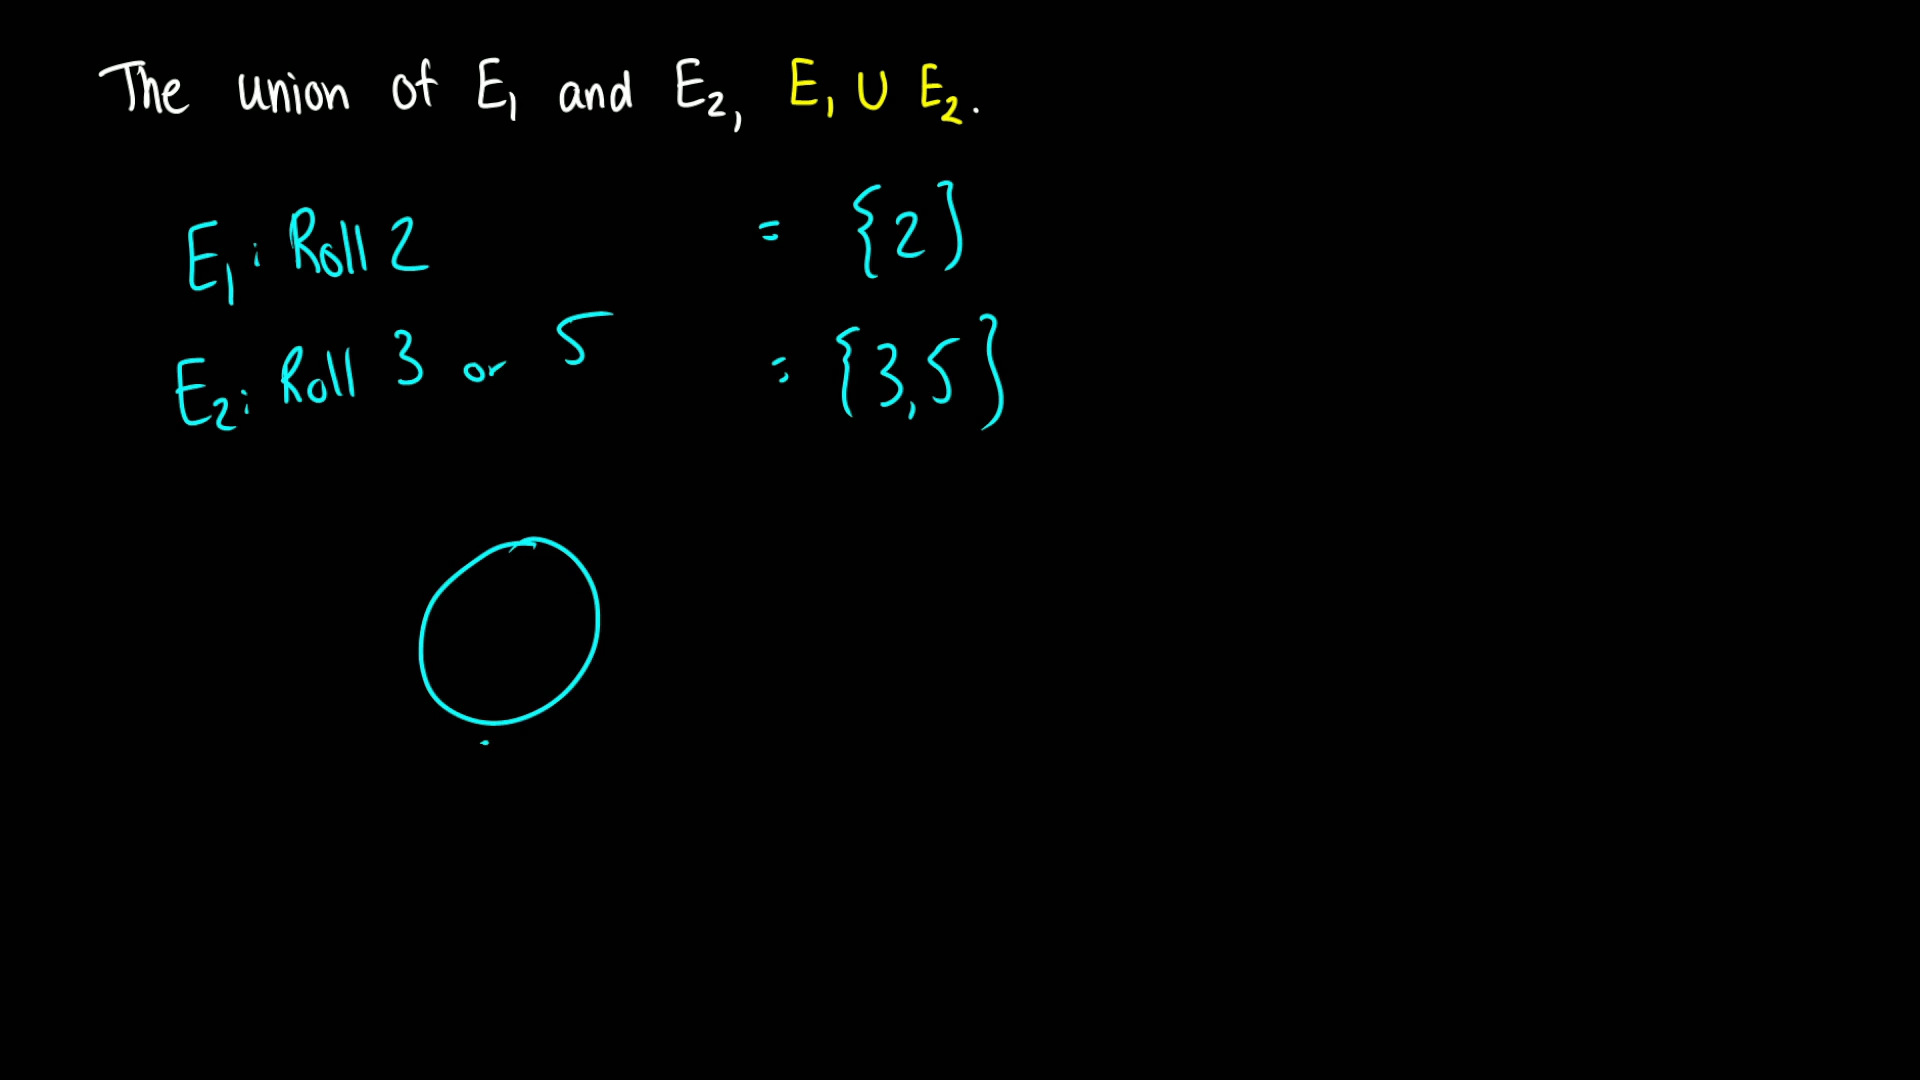 The union of E₁ and E₂, E₁ ∪ E₂.
E₁: Roll 2 = {2}
E₂: Roll 3 or 5 = {3,5}